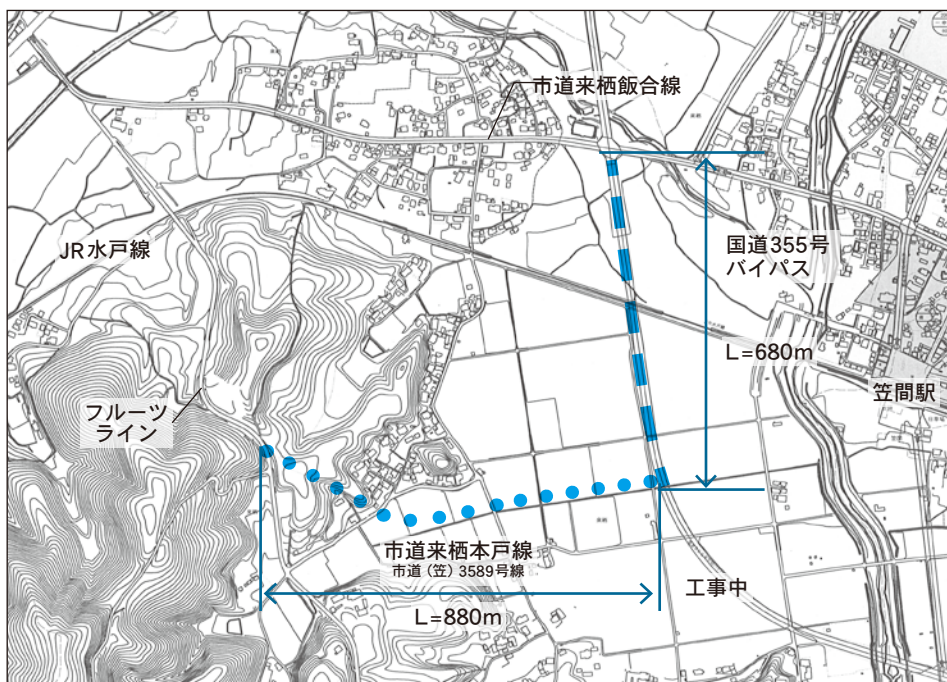 市道来栖飯合線
JR水戸線
国道355号
バイパス
L=680m
笠間駅
フルーツ
ライン
市道来栖本戸線
市道(笠)3589号線
工事中
L=880m